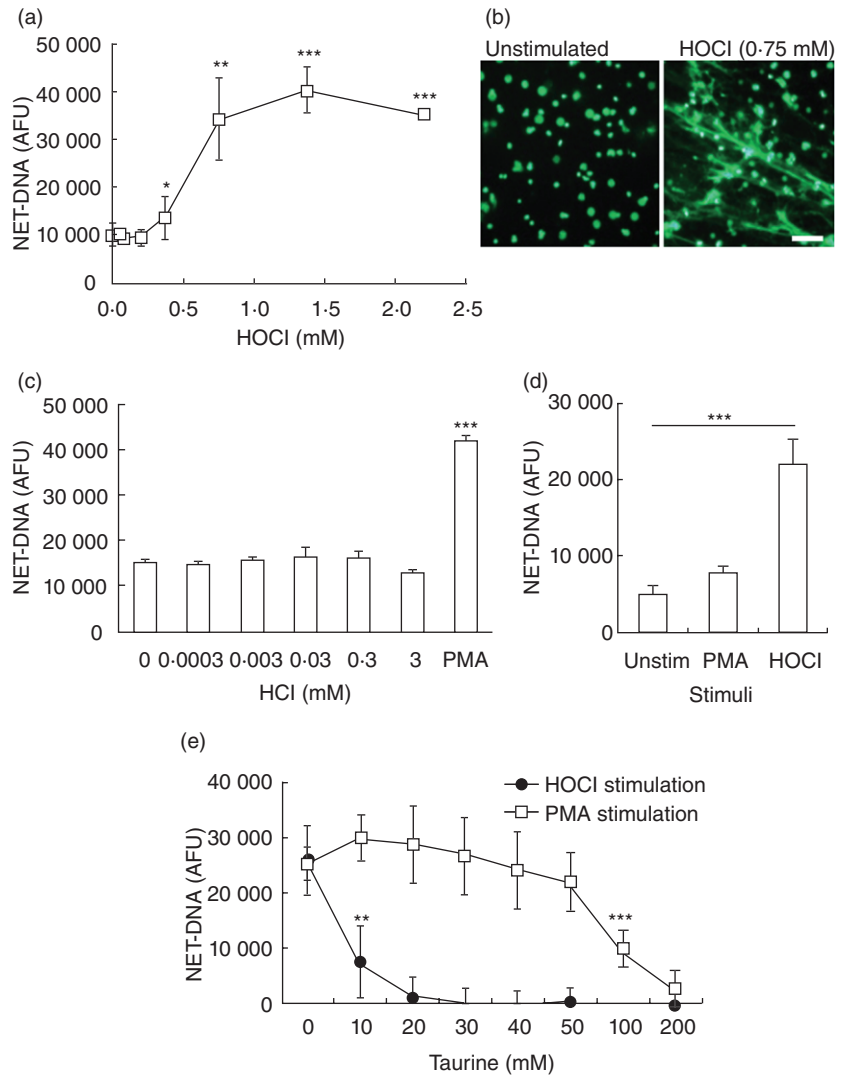 (a)
NET-DNA (AFU)
50 000
40 000
30 000
20 000
10 000
0
*
**
***
***
0·0 0·5 1·0 1·5 2·0 2·5
HOCl (mM)
(b)
Unstimulated HOCl (0·75 mM)
(c)
NET-DNA (AFU)
50 000
40 000
30 000
20 000
10 000
0
***
0 0·0003 0·003 0·03 0·3 3 PMA
HCl (mM)
(d)
NET-DNA (AFU)
30 000
20 000
10 000
0
***
Unstim PMA HOCl
Stimuli
(e)
NET-DNA (AFU)
40 000
30 000
20 000
10 000
0
HOCl stimulation
PMA stimulation
**
***
0 10 20 30 40 50 100 200
Taurine (mM)